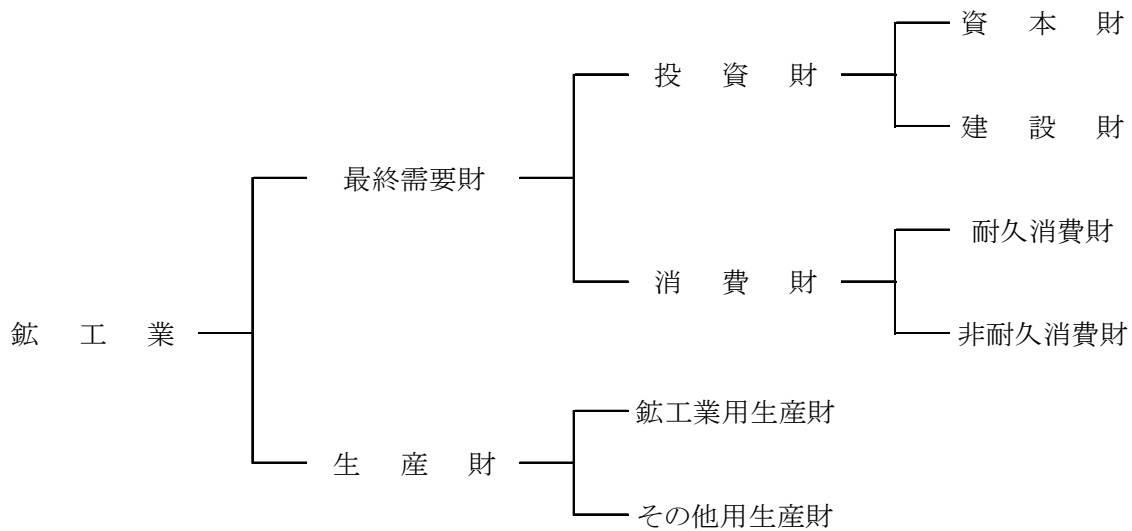 資本財
投資財
建設財
最終需要財
耐久消費財
消費財
鉱工業
非耐久消費財
鉱工業用生産財
生産財
その他用生産財